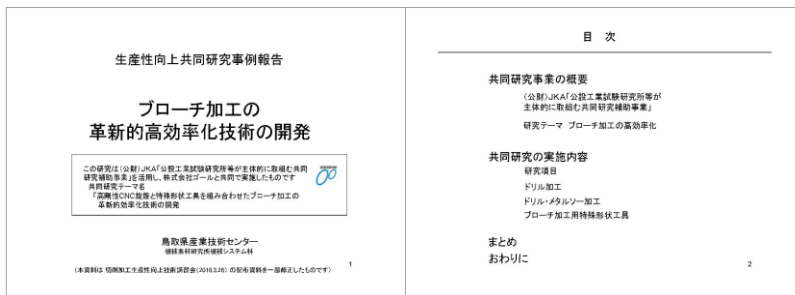 生産性向上共同研究事例報告
ブローチ加工の
革新的高効率化技術の開発
この研究は(公財)JKA「公設工業試験研究所等が主体的に取組む共同
研究補助事業」を活用し、株式会社ゴールと共同で実施したものです
共同研究テーマ名
「高剛性CNC旋盤と特殊形状工具を組み合わせたブローチ加工の
革新的効率化技術の開発
鳥取県産業技術センター
機械素材研究所機械システム科
(本資料は 切削加工生産性向上技術講習会(2018.3.26) の配布資料を一部修正したものです)
1
目 次
共同研究事業の概要
(公財)JKA「公設工業試験研究所等が
主体的に取組む共同研究補助事業」
研究テーマ ブローチ加工の高効率化
共同研究の実施内容
研究項目
ドリル加工
ドリル・メタルソー加工
ブローチ加工用特殊形状工具
まとめ
おわりに
2